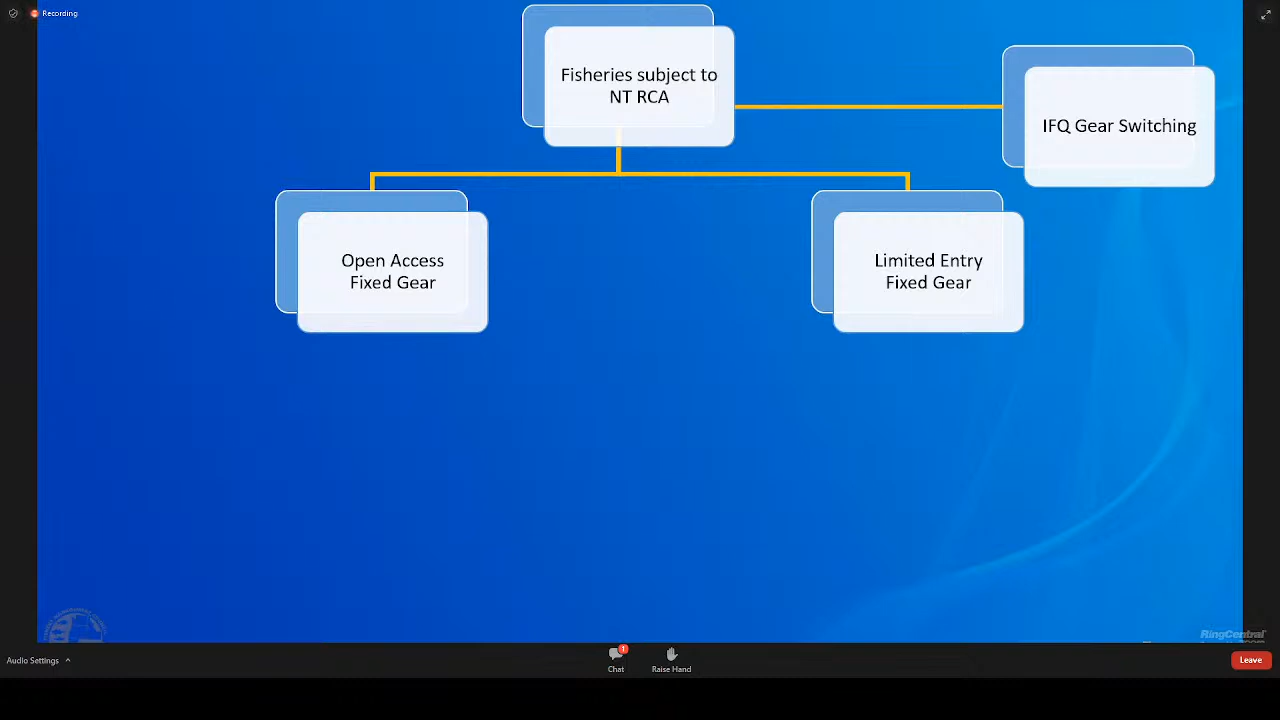 Recording
Fisheries subject to
NT RCA
IFQ Gear Switching
Open Access
Fixed Gear
Limited Entry
Fixed Gear
RingCentral
Audio Settings
1
Chat
Raise Hand
Leave